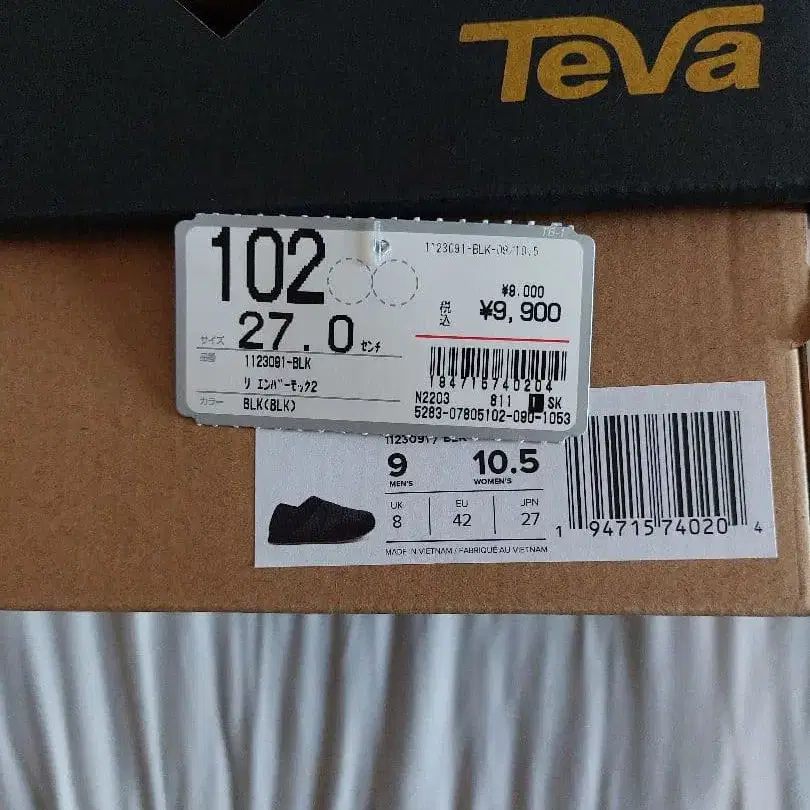 Teva
102
1123091-BLK-09/10.5
¥9,000
税込 ¥9,900
サイズ 27.0 センチ
品番 1123091-BLK
リ エンバーモック2
カラー BLK(BLK)
194715740204
N2203 811 SK
5283-07805102-090-1053
1123091/ BLK
9 MEN'S
10.5 WOMEN'S
UK 8
EU 42
JPN 27
MADE IN VIETNAM / FABRIQUÉ AU VIETNAM
1 94715 74020 4